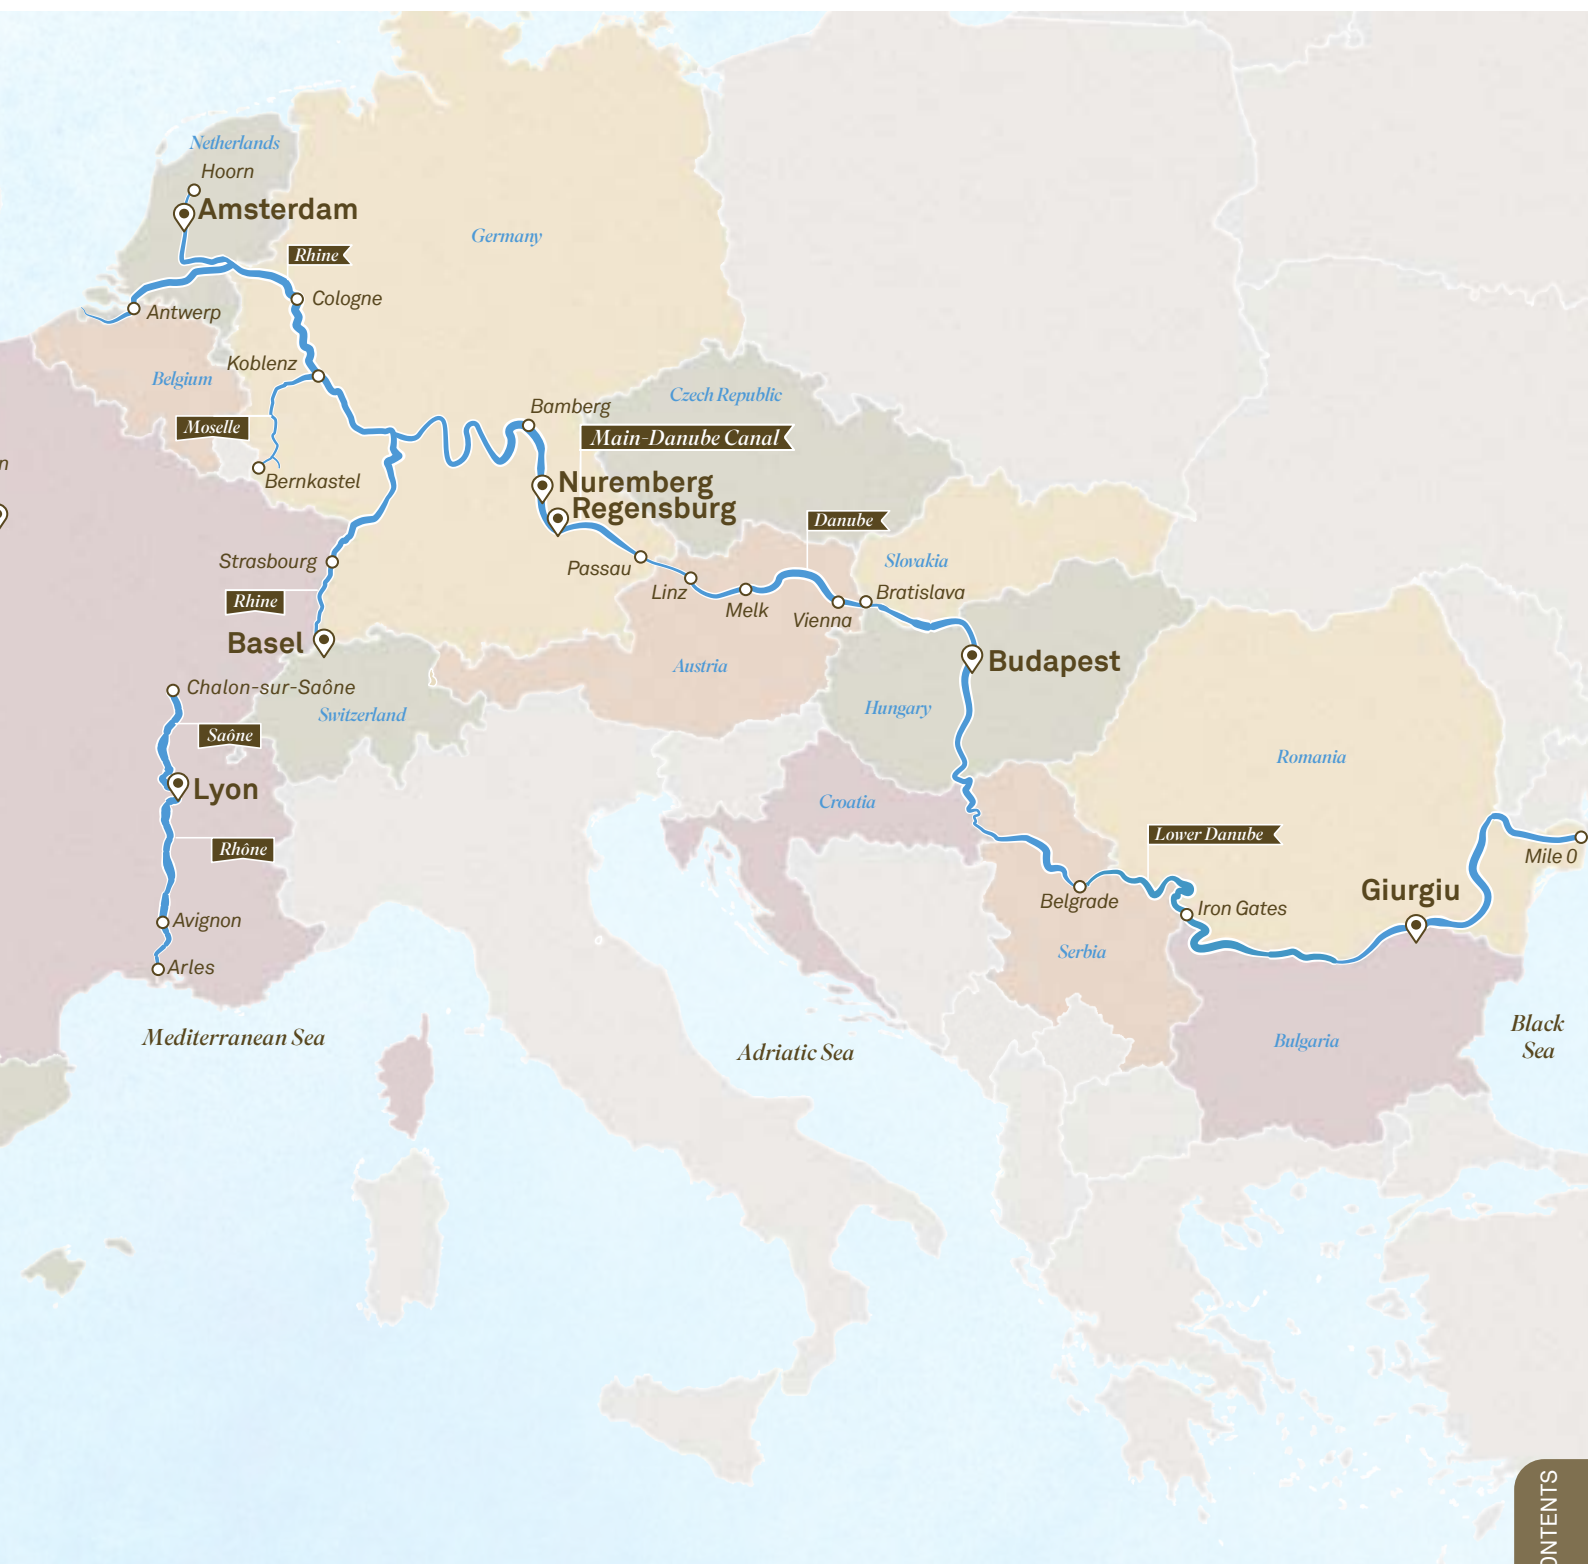 Netherlands
Hoorn
Amsterdam
Germany
Rhine
Cologne
Antwerp
Koblenz
Belgium
Czech Republic
Bamberg
Moselle
Main-Danube Canal
n
Bernkastel
Nuremberg
Regensburg
Danube
Strasbourg
Passau
Slovakia
Linz
Bratislava
Rhine
Melk
Vienna
Basel
Budapest
Austria
Chalon-sur-Saône
Switzerland
Hungary
Saône
Romania
Lyon
Croatia
Lower Danube
Rhône
Mile 0
Giurgiu
Belgrade
Iron Gates
Avignon
Serbia
Arles
Mediterranean Sea
Adriatic Sea
Bulgaria
Black
Sea
ONTENTS